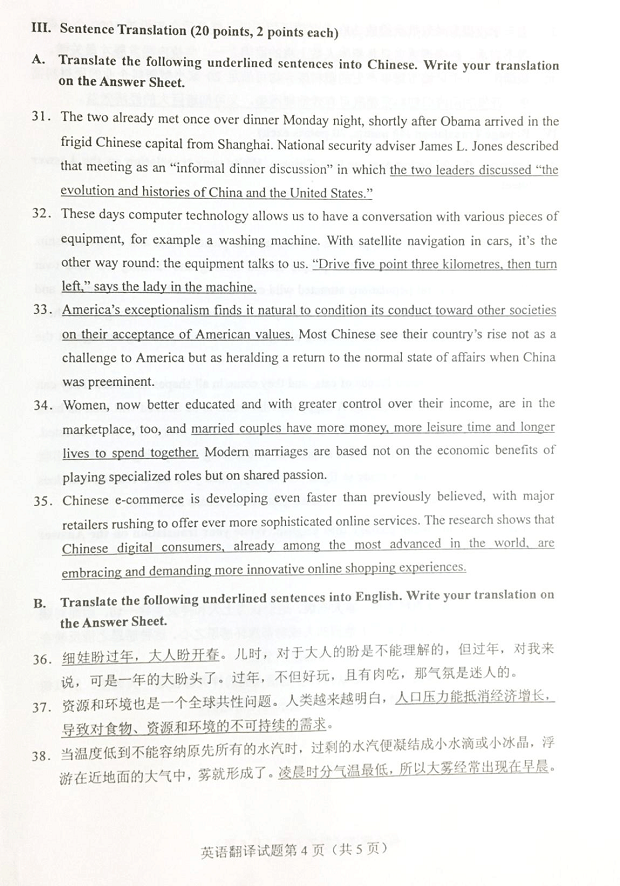 III. Sentence Translation (20 points, 2 points each)
A. Translate the following underlined sentences into Chinese. Write your translation
on the Answer Sheet.
31. The two already met once over dinner Monday night, shortly after Obama arrived in the
frigid Chinese capital from Shanghai. National security adviser James L. Jones described
that meeting as an “informal dinner discussion” in which the two leaders discussed “the
evolution and histories of China and the United States.”
32. These days computer technology allows us to have a conversation with various pieces of
equipment, for example a washing machine. With satellite navigation in cars, it's the
other way round: the equipment talks to us. “Drive five point three kilometres, then turn
left,” says the lady in the machine.
33. America's exceptionalism finds it natural to condition its conduct toward other societies
on their acceptance of American values. Most Chinese see their country's rise not as a
challenge to America but as heralding a return to the normal state of affairs when China
was preeminent.
34. Women, now better educated and with greater control over their income, are in the
marketplace, too, and married couples have more money, more leisure time and longer
lives to spend together. Modern marriages are based not on the economic benefits of
playing specialized roles but on shared passion.
35. Chinese e-commerce is developing even faster than previously believed, with major
retailers rushing to offer ever more sophisticated online services. The research shows that
Chinese digital consumers, already among the most advanced in the world, are
embracing and demanding more innovative online shopping experiences.
B. Translate the following underlined sentences into English. Write your translation on
the Answer Sheet.
36. 细娃盼过年，大人盼开春。儿时，对于大人的盼是不能理解的，但过年，对我来
说，可是一年的大盼头了。过年，不但好玩，且有肉吃，那气氛是迷人的。
37. 资源和环境也是一个全球共性问题。人类越来越明白，人口压力能抵消经济增长，
导致对食物、资源和环境的不可持续的需求。
38. 当温度低到不能容纳原先所有的水汽时，过剩的水汽便凝结成小水滴或小冰晶，浮
游在近地面的大气中，雾就形成了。凌晨时分气温最低，所以大雾经常出现在早晨。
英语翻译试题第 4 页（共 5 页）